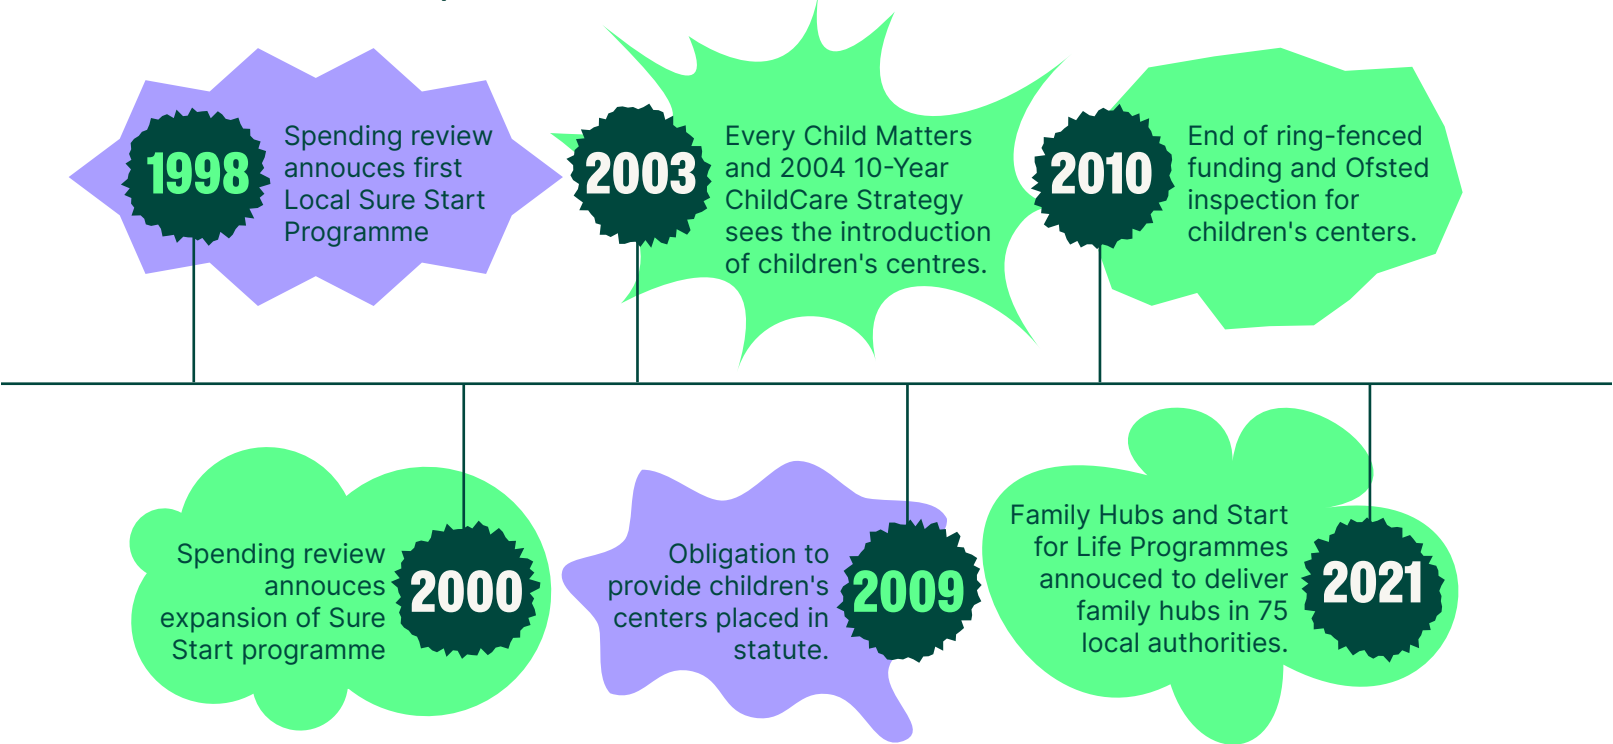 1998
Spending review
annouces first
Local Sure Start
Programme
2003
Every Child Matters
and 2004 10-Year
ChildCare Strategy
sees the introduction
of children's centres.
2010
End of ring-fenced
funding and Ofsted
inspection for
children's centers.
Spending review
annouces
expansion of Sure
Start programme
2000
Obligation to
provide children's
centers placed in
statute.
2009
Family Hubs and Start
for Life Programmes
annouced to deliver
family hubs in 75
local authorities.
2021